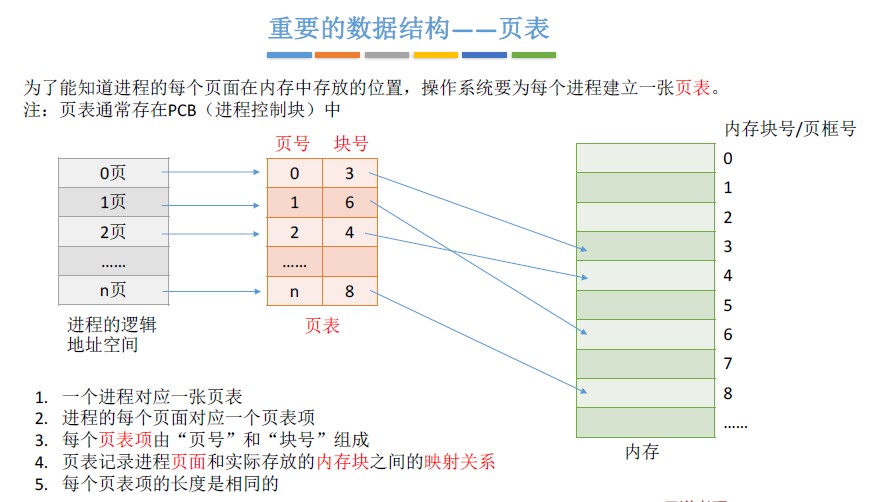 重要的数据结构——页表
为了能知道进程的每个页面在内存中存放的位置，操作系统要为每个进程建立一张页表。
注：页表通常存在PCB（进程控制块）中
内存块号/页框号
页号 块号
0页
1页
2页
……
n页
0 3
1 6
2 4
……
n 8
0
1
2
3
4
5
6
7
8
……
进程的逻辑
地址空间
页表
内存
1. 一个进程对应一张页表
2. 进程的每个页面对应一个页表项
3. 每个页表项由“页号”和“块号”组成
4. 页表记录进程页面和实际存放的内存块之间的映射关系
5. 每个页表项的长度是相同的